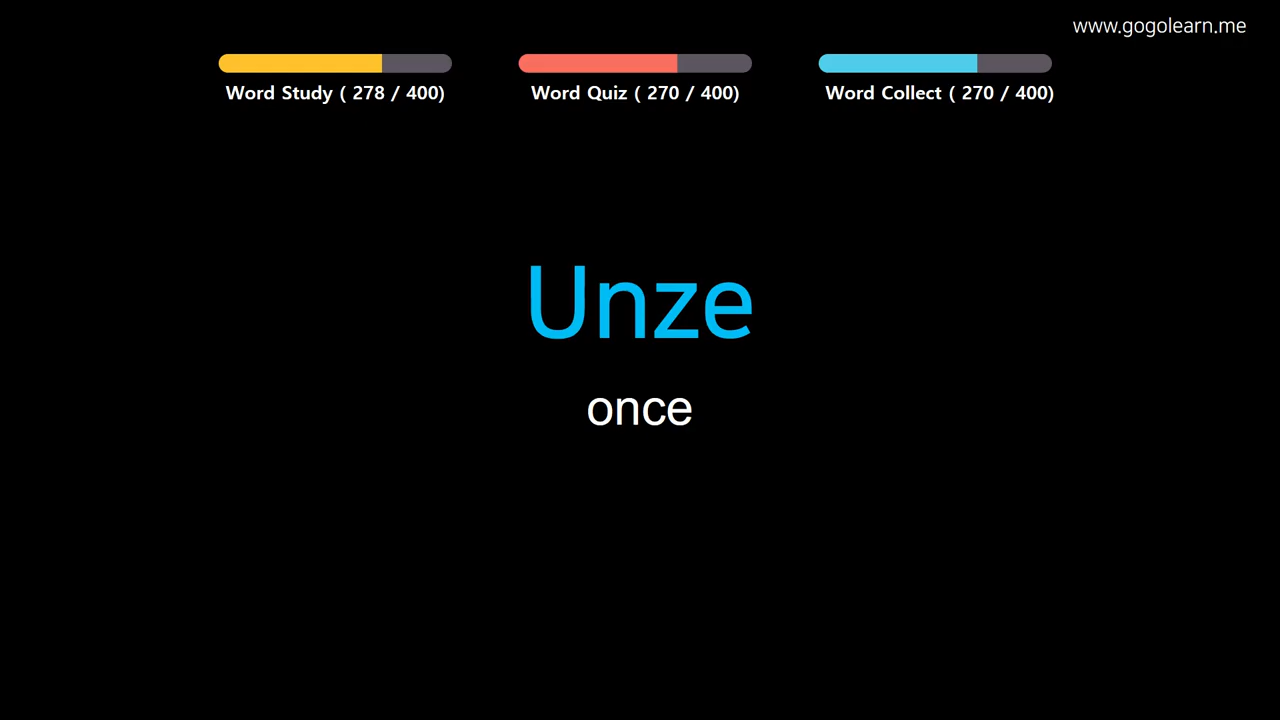 www.gogolearn.me
Word Study ( 278 / 400)
Word Quiz ( 270 / 400)
Word Collect ( 270 / 400)
Unze
once